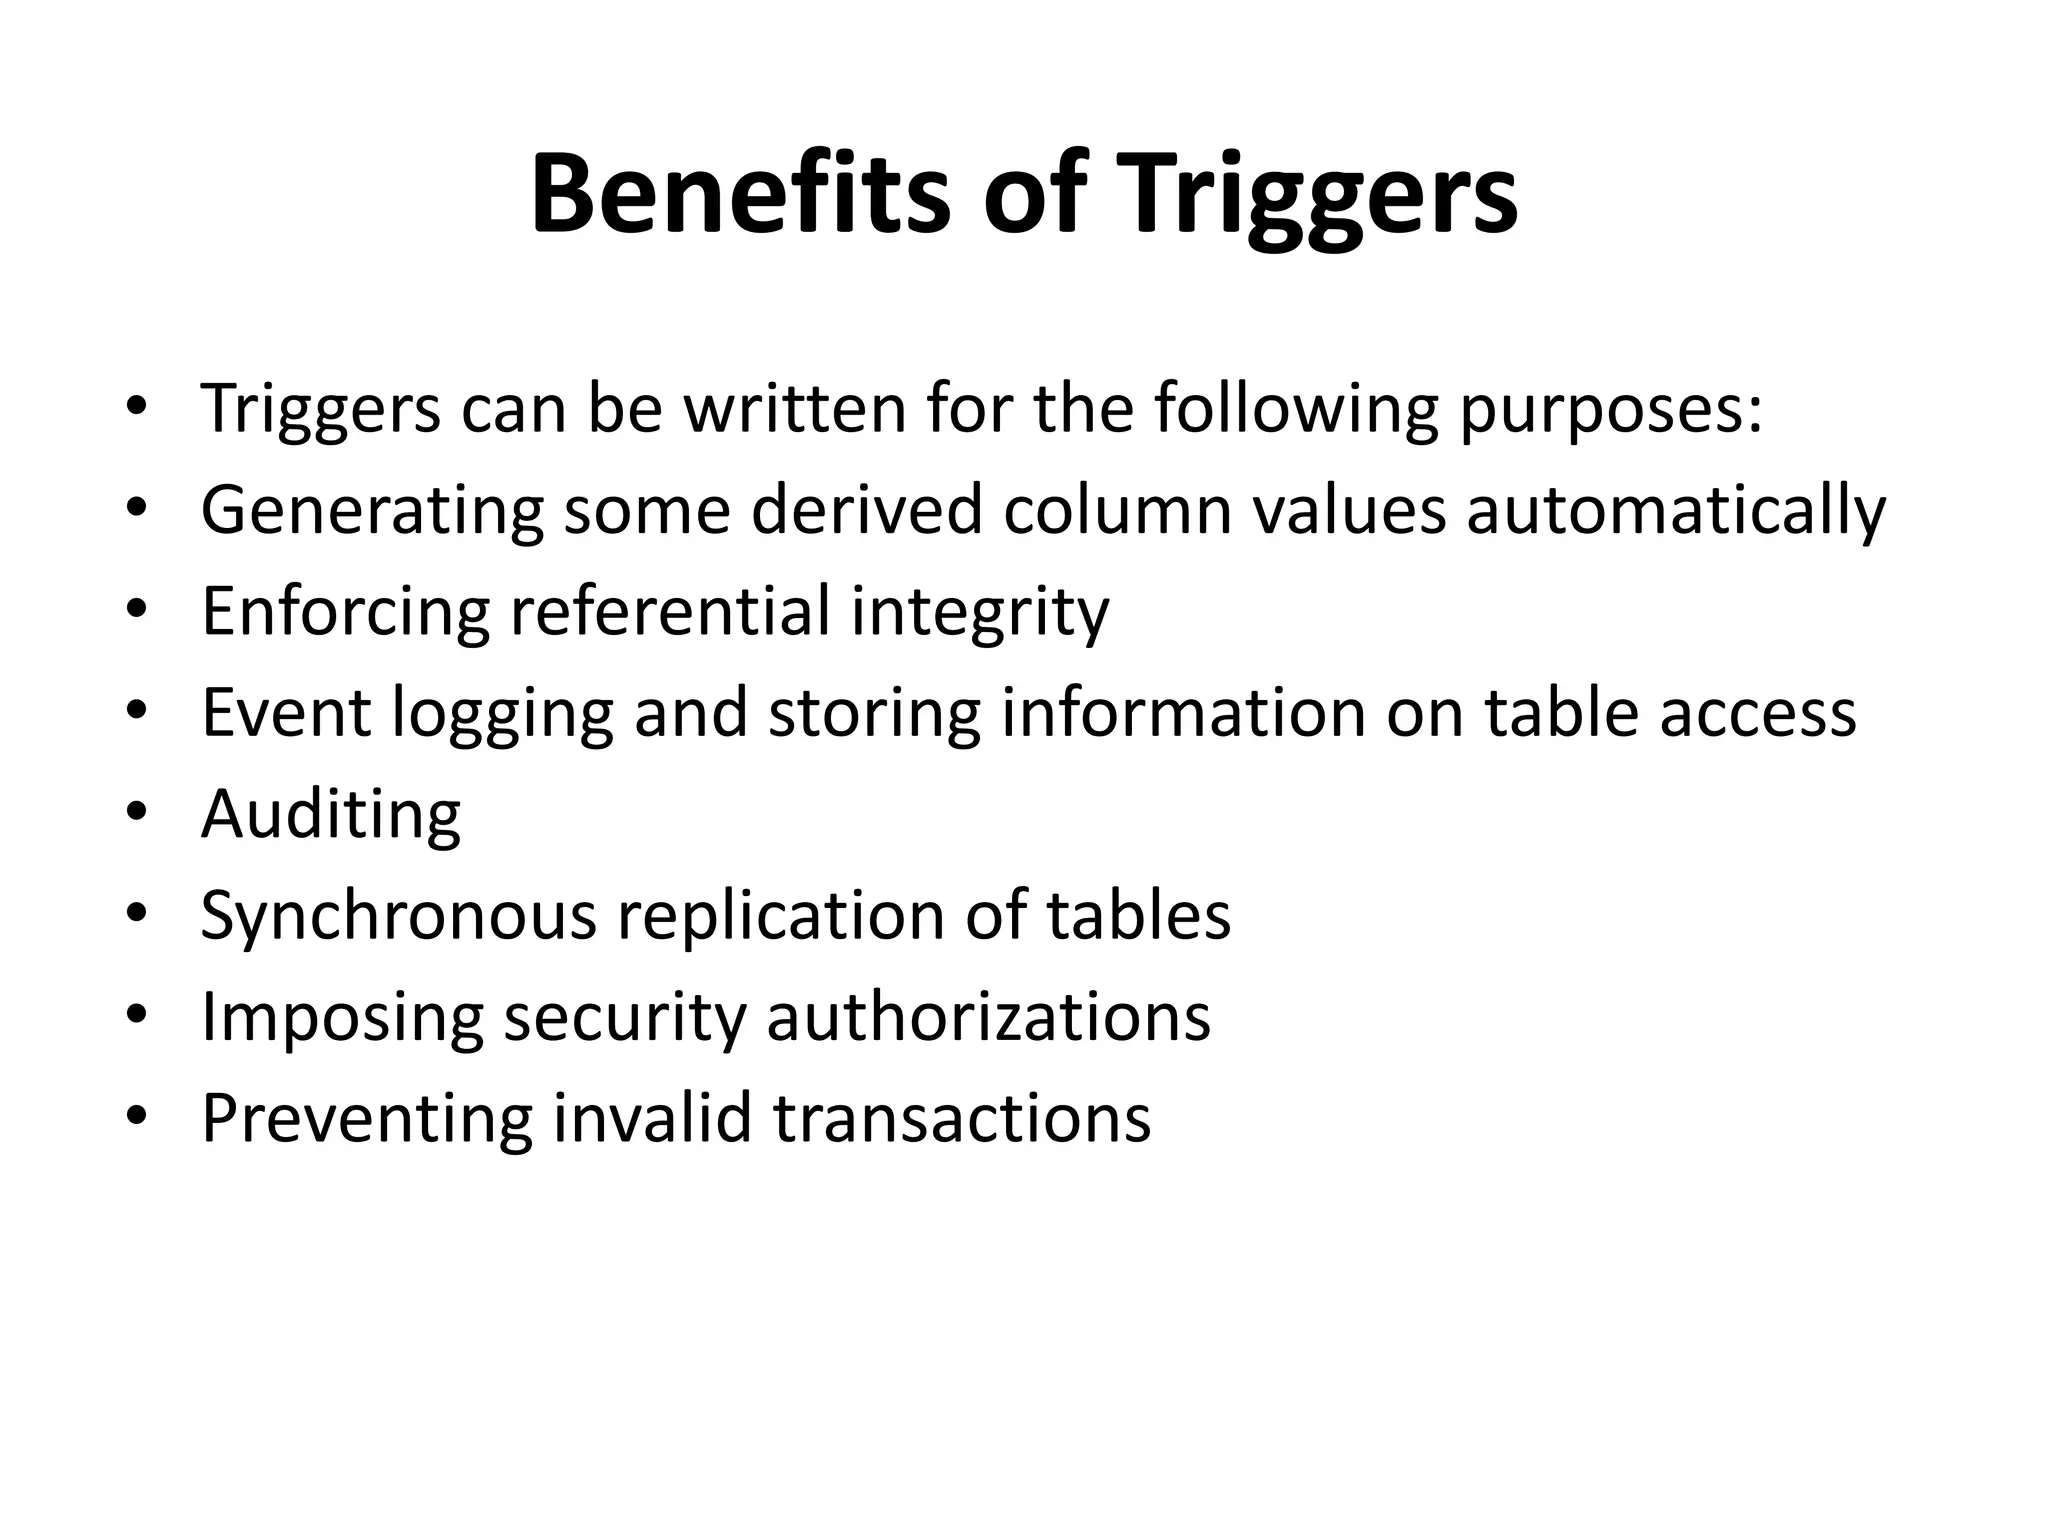 Benefits of Triggers
• Triggers can be written for the following purposes:
• Generating some derived column values automatically
• Enforcing referential integrity
• Event logging and storing information on table access
• Auditing
• Synchronous replication of tables
• Imposing security authorizations
• Preventing invalid transactions